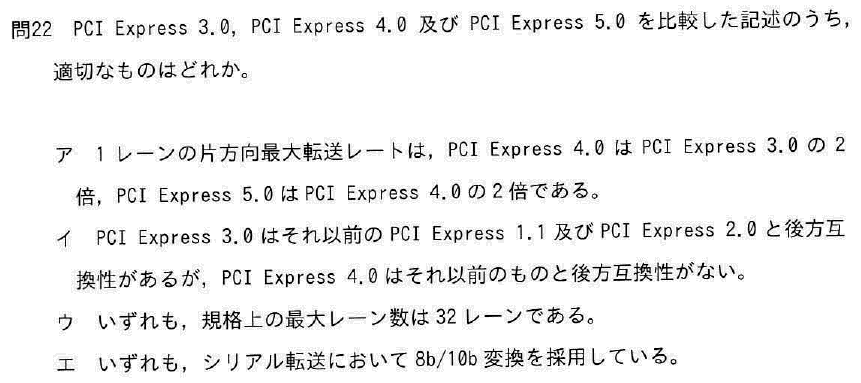 問22 PCI Express 3.0, PCI Express 4.0 及び PCI Express 5.0 を比較した記述のうち,
適切なものはどれか。
ア 1 レーンの片方向最大転送レートは, PCI Express 4.0 は PCI Express 3.0 の 2
倍, PCI Express 5.0 は PCI Express 4.0 の 2 倍である。
イ PCI Express 3.0 はそれ以前の PCI Express 1.1 及び PCI Express 2.0 と後方互
換性があるが, PCI Express 4.0 はそれ以前のものと後方互換性がない。
ウ いずれも, 規格上の最大レーン数は 32 レーンである。
エ いずれも, シリアル転送において 8b/10b 変換を採用している。